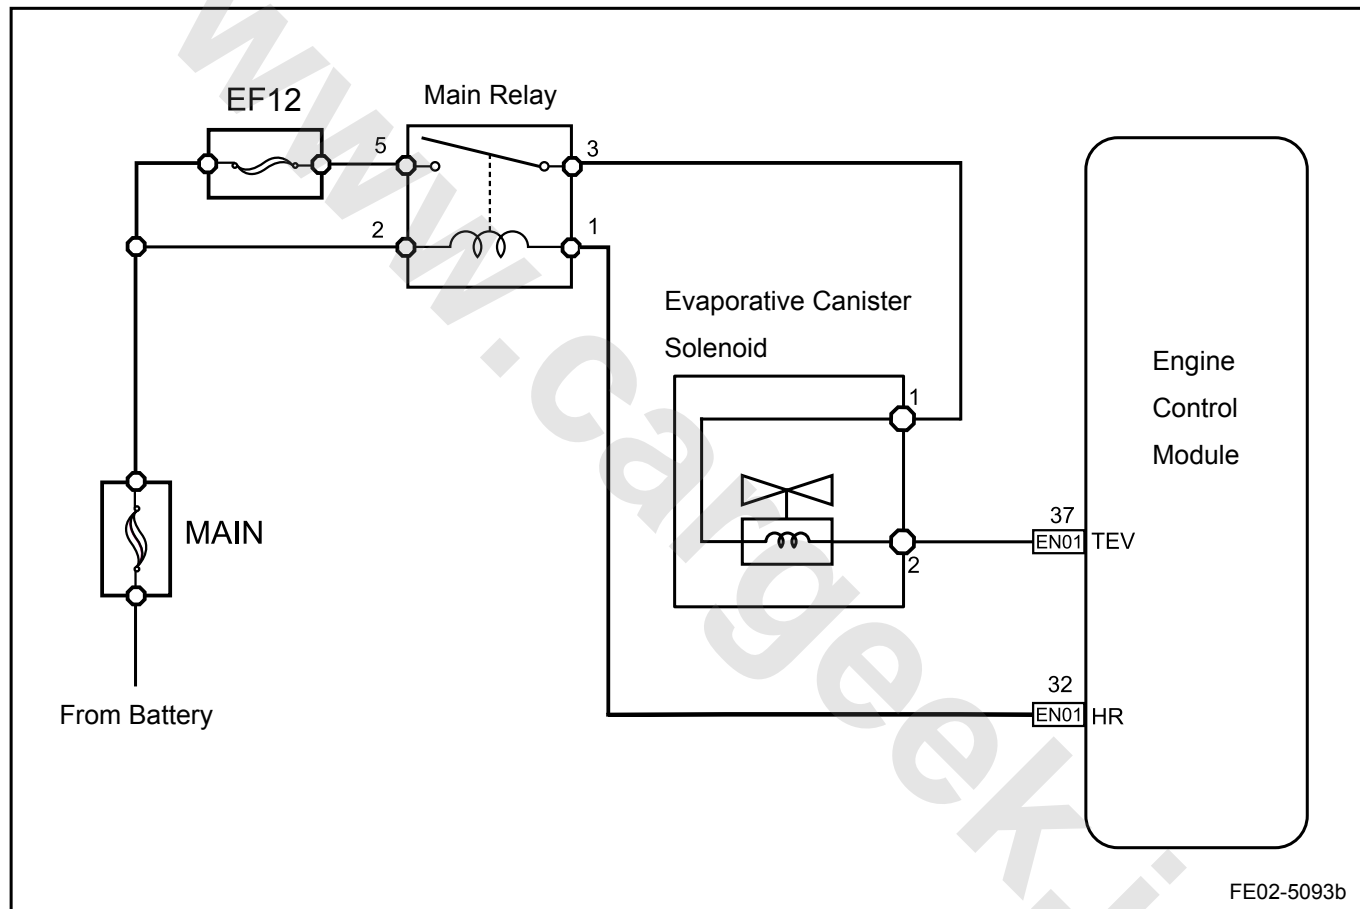 EF12
Main Relay
5
3
2
1
Evaporative Canister
Solenoid
1
2
Engine
Control
Module
MAIN
37
EN01 TEV
32
EN01 HR
From Battery
FE02-5093b
www.cargeek.i